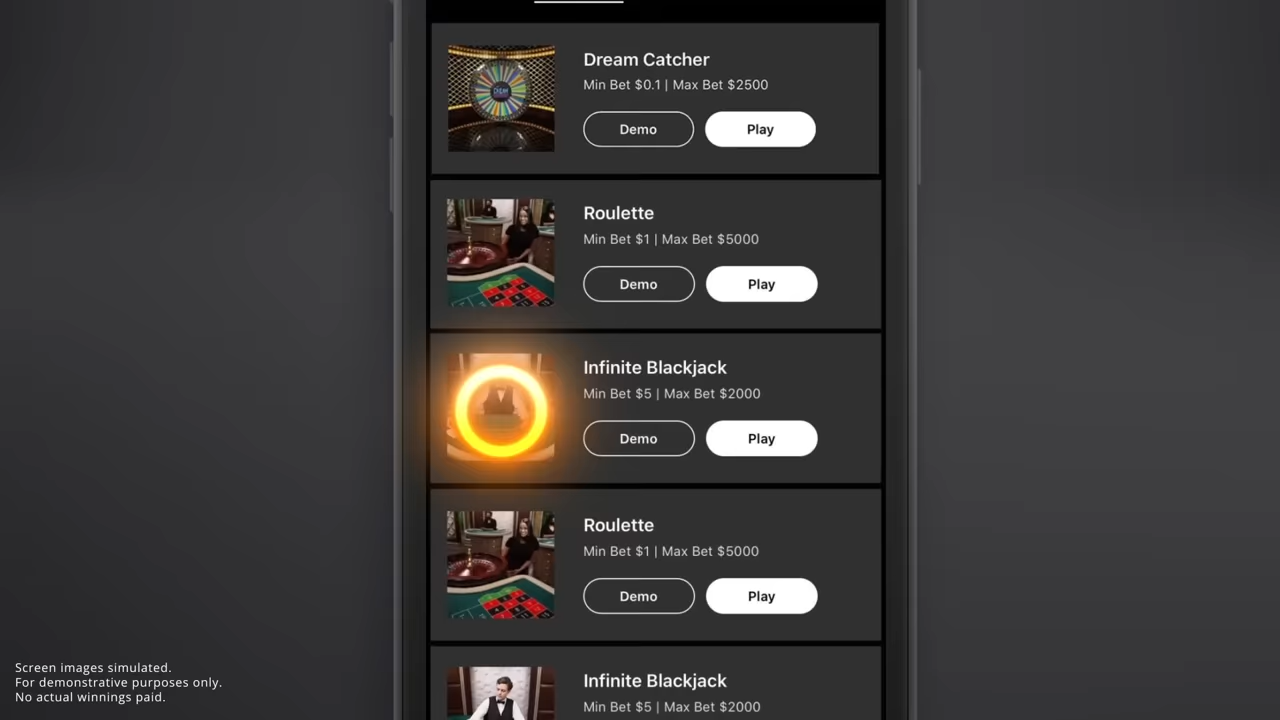 Dream Catcher
Min Bet $0.1 | Max Bet $2500
Demo Play
Roulette
Min Bet $1 | Max Bet $5000
Demo Play
Infinite Blackjack
Min Bet $5 | Max Bet $2000
Demo Play
Roulette
Min Bet $1 | Max Bet $5000
Demo Play
Infinite Blackjack
Min Bet $5 | Max Bet $2000
Screen images simulated.
For demonstrative purposes only.
No actual winnings paid.